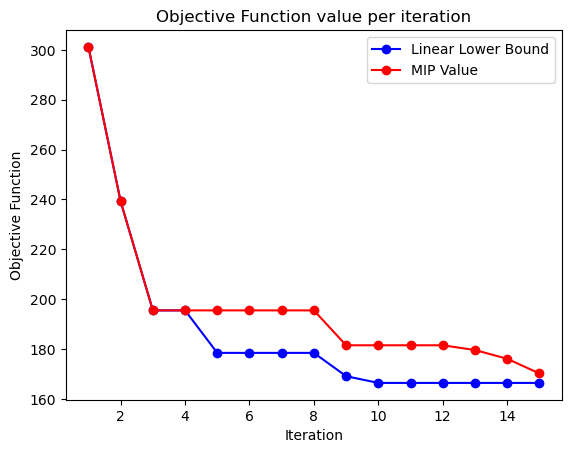 Objective Function value per iteration
Linear Lower Bound
MIP Value
Objective Function
300
280
260
240
220
200
180
160
2 4 6 8 10 12 14
Iteration